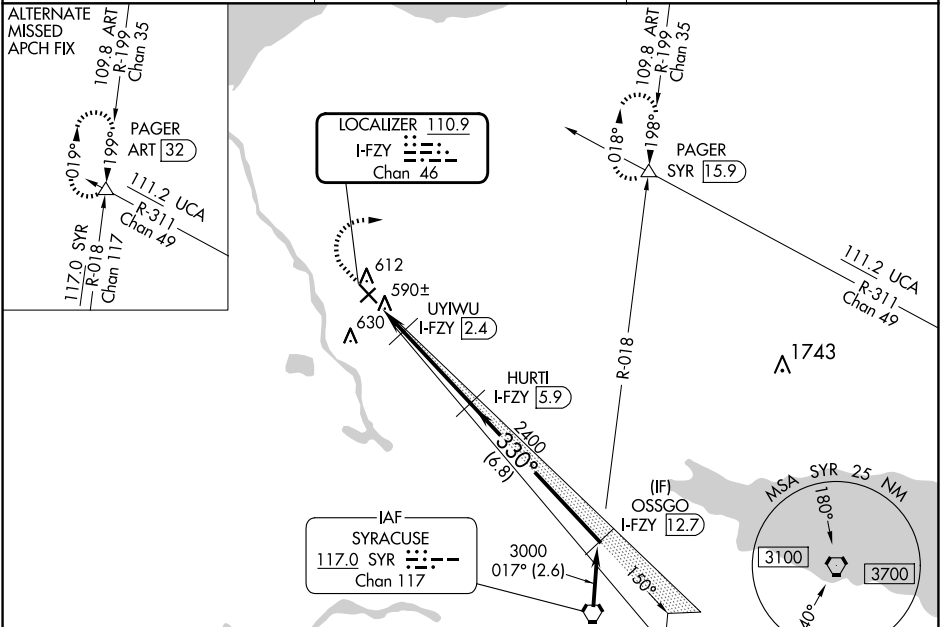 ALTERNATE
MISSED
APCH FIX
109.8 ART
R-199
Chan 35
PAGER
ART 32
019°
199°
111.2 UCA
R-311
Chan 49
117.0 SYR
R-018
Chan 117
LOCALIZER 110.9
I-FZY
Chan 46
109.8 ART
R-199
Chan 35
018°
198°
PAGER
SYR 15.9
111.2 UCA
R-311
Chan 49
R-018
612
590±
630
UYIWU
I-FZY 2.4
1743
HURTI
I-FZY 5.9
2400
330°
(6.8)
(IF)
OSSGO
I-FZY 12.7
150°
IAF
SYRACUSE
117.0 SYR
Chan 117
3000
017° (2.6)
MSA SYR 25 NM
180°
3100
3700